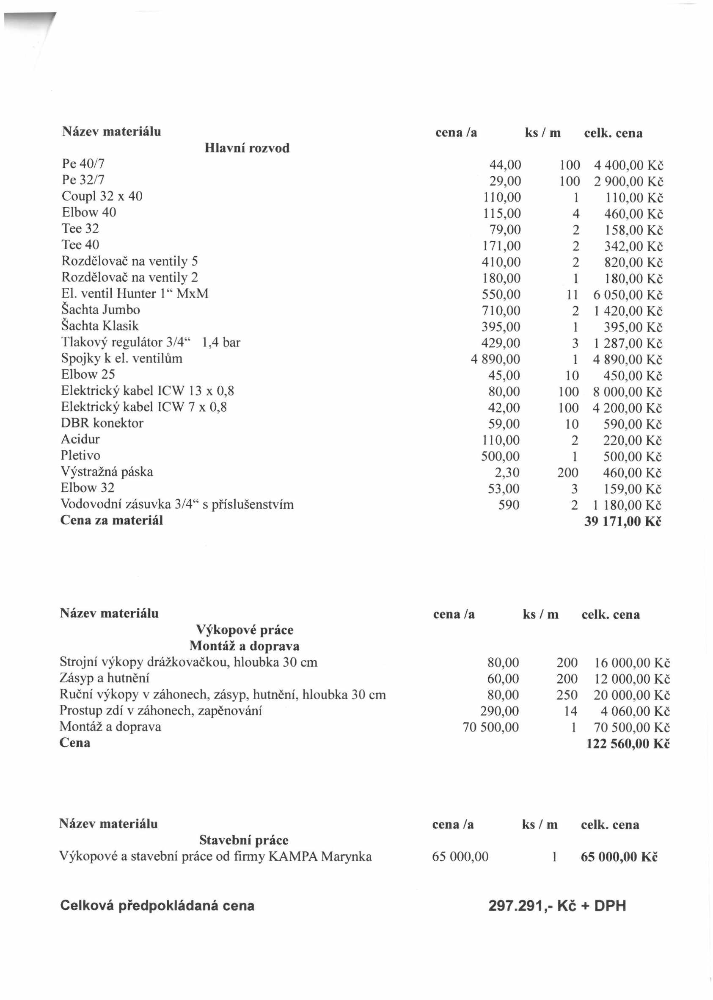 Název materiálu cena /a ks / m celk. cena
Hlavní rozvod
Pe 40/7 44,00 100 4 400,00 Kč
Pe 32/7 29,00 100 2 900,00 Kč
Coupl 32 x 40 110,00 1 110,00 Kč
Elbow 40 115,00 4 460,00 Kč
Tee 32 79,00 2 158,00 Kč
Tee 40 171,00 2 342,00 Kč
Rozdělovač na ventily 5 410,00 2 820,00 Kč
Rozdělovač na ventily 2 180,00 1 180,00 Kč
El. ventil Hunter 1“ MxM 550,00 11 6 050,00 Kč
Šachta Jumbo 710,00 2 1 420,00 Kč
Šachta Klasik 395,00 1 395,00 Kč
Tlakový regulátor 3/4“ 1,4 bar 429,00 3 1 287,00 Kč
Spojky k el. ventilům 4 890,00 1 4 890,00 Kč
Elbow 25 45,00 10 450,00 Kč
Elektrický kabel ICW 13 x 0,8 80,00 100 8 000,00 Kč
Elektrický kabel ICW 7 x 0,8 42,00 100 4 200,00 Kč
DBR konektor 59,00 10 590,00 Kč
Acidur 110,00 2 220,00 Kč
Pletivo 500,00 1 500,00 Kč
Výstražná páska 2,30 200 460,00 Kč
Elbow 32 53,00 3 159,00 Kč
Vodovodní zásuvka 3/4“ s příslušenstvím 590 2 1 180,00 Kč
Cena za materiál 39 171,00 Kč
Název materiálu cena /a ks / m celk. cena
Výkopové práce
Montáž a doprava
Strojní výkopy drážkovačkou, hloubka 30 cm 80,00 200 16 000,00 Kč
Zásyp a hutnění 60,00 200 12 000,00 Kč
Ruční výkopy v záhonech, zásyp, hutnění, hloubka 30 cm 80,00 250 20 000,00 Kč
Prostup zdí v záhonech, zapěnování 290,00 14 4 060,00 Kč
Montáž a doprava 70 500,00 1 70 500,00 Kč
Cena 122 560,00 Kč
Název materiálu cena /a ks / m celk. cena
Stavební práce
Výkopové a stavební práce od firmy KAMPA Marynka 65 000,00 1 65 000,00 Kč
Celková předpokládaná cena 297.291,- Kč + DPH